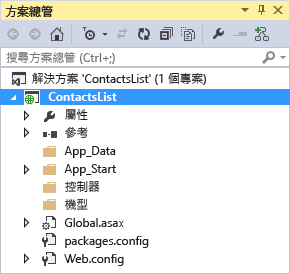 方案總管
搜尋方案總管 (Ctrl+;)
解決方案 'ContactsList' (1 個專案)
ContactsList
屬性
參考
App_Data
App_Start
控制器
機型
Global.asax
packages.config
Web.config